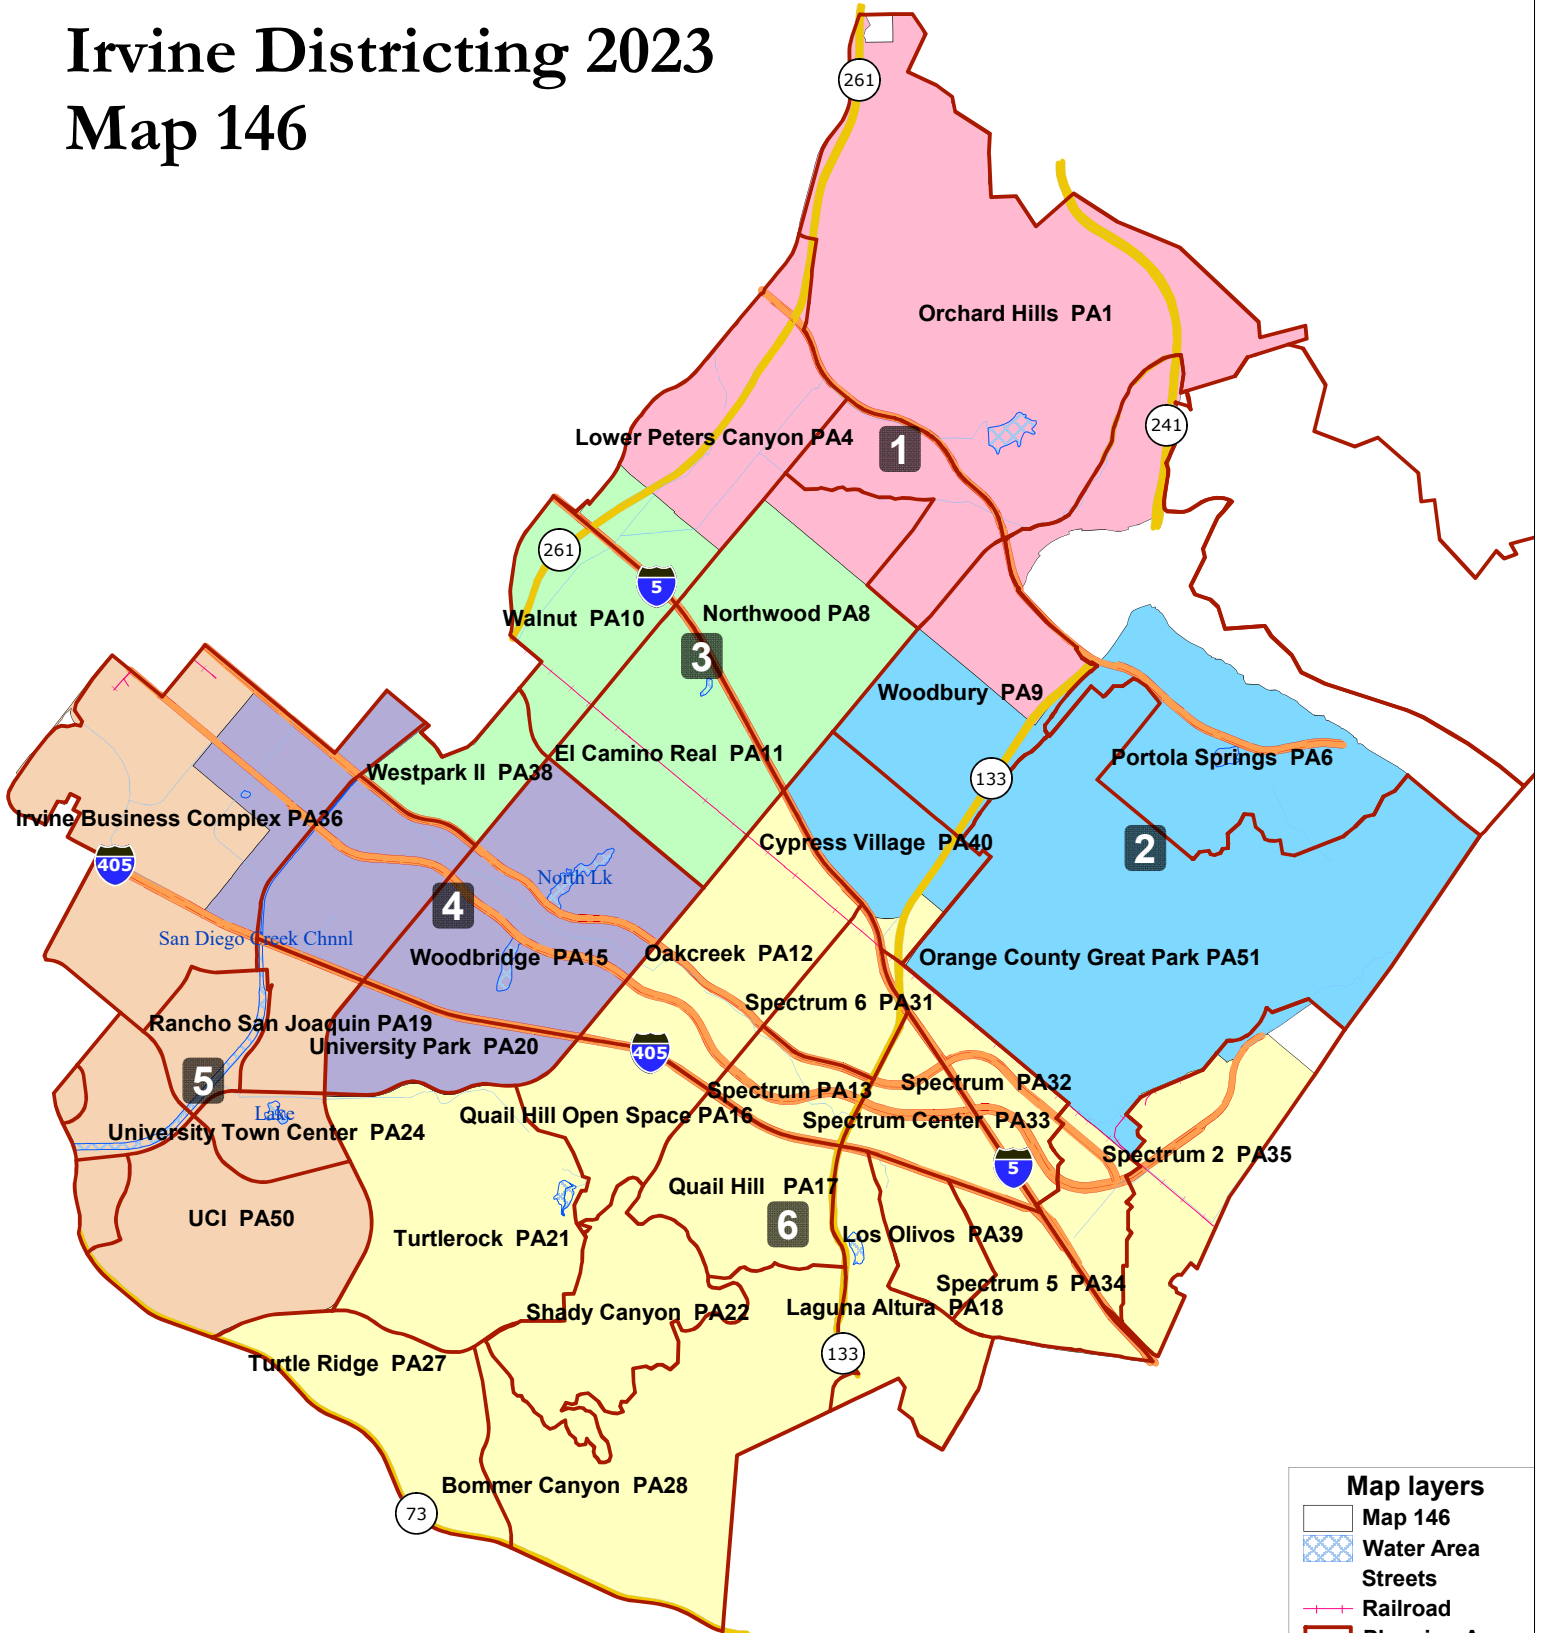 Irvine Districting 2023
Map 146
261
Orchard Hills PA1
241
Lower Peters Canyon PA4
1
261
5
Walnut PA10
Northwood PA8
3
Woodbury PA9
El Camino Real PA11
Portola Springs PA6
Westpark II PA38
133
Irvine Business Complex PA36
Cypress Village PA40
2
405
North Lk
4
San Diego Creek Chnnl
Woodbridge PA15
Oakcreek PA12
Orange County Great Park PA51
Spectrum 6 PA31
Rancho San Joaquin PA19
University Park PA20
405
5
Spectrum PA13
Spectrum PA32
Lake
Quail Hill Open Space PA16
Spectrum Center PA33
University Town Center PA24
Spectrum 2 PA35
5
Quail Hill PA17
UCI PA50
6
Turtlerock PA21
Los Olivos PA39
Spectrum 5 PA34
Shady Canyon PA22
Laguna Altura PA18
133
Turtle Ridge PA27
Bommer Canyon PA28
73
Map layers
Map 146
Water Area
Streets
Railroad